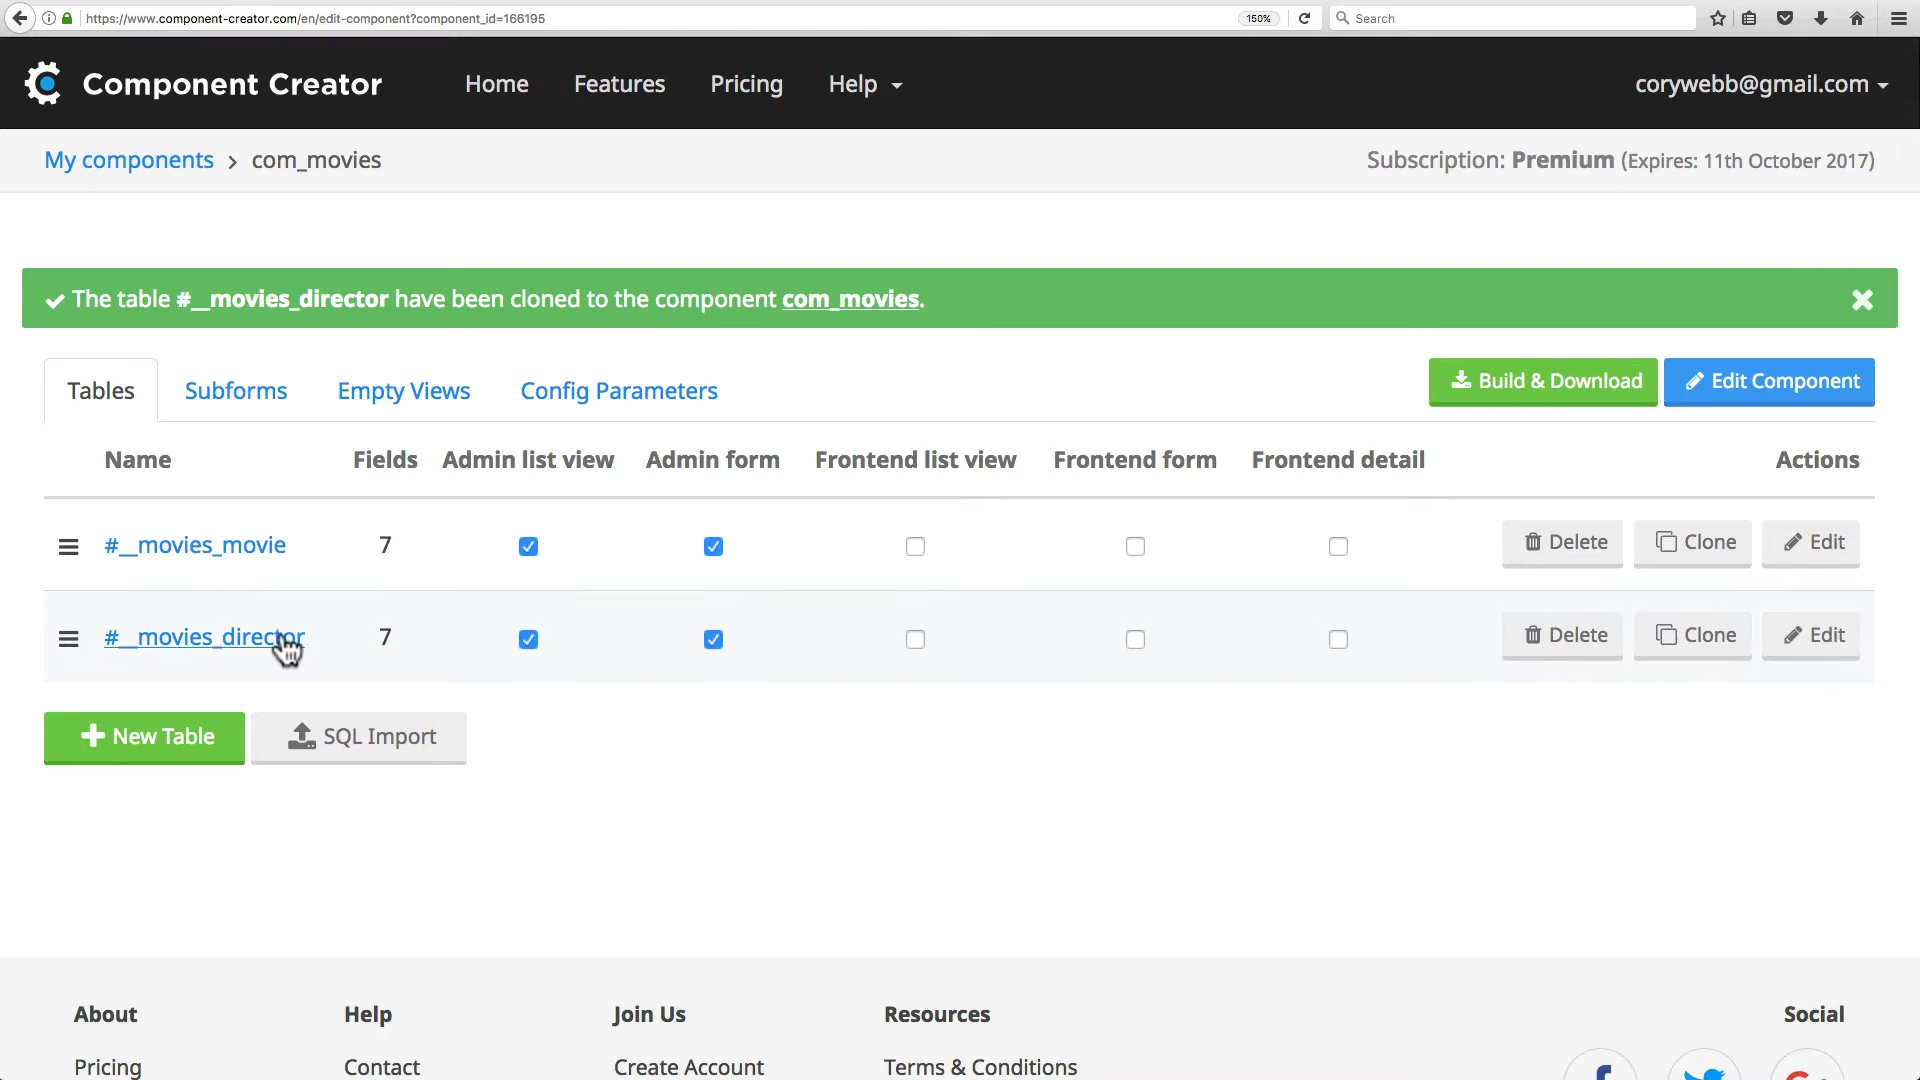 https://www.component-creator.com/en/edit-component?component_id=166195
150%
Search
Component Creator
Home
Features
Pricing
Help
corywebb@gmail.com
My components > com_movies
Subscription: Premium (Expires: 11th October 2017)
The table #__movies_director have been cloned to the component com_movies.
Tables
Subforms
Empty Views
Config Parameters
Build & Download
Edit Component
Name Fields Admin list view Admin form Frontend list view Frontend form Frontend detail Actions
#__movies_movie 7 Delete Clone Edit
#__movies_director 7 Delete Clone Edit
New Table
SQL Import
About
Help
Join Us
Resources
Social
Pricing
Contact
Create Account
Terms & Conditions